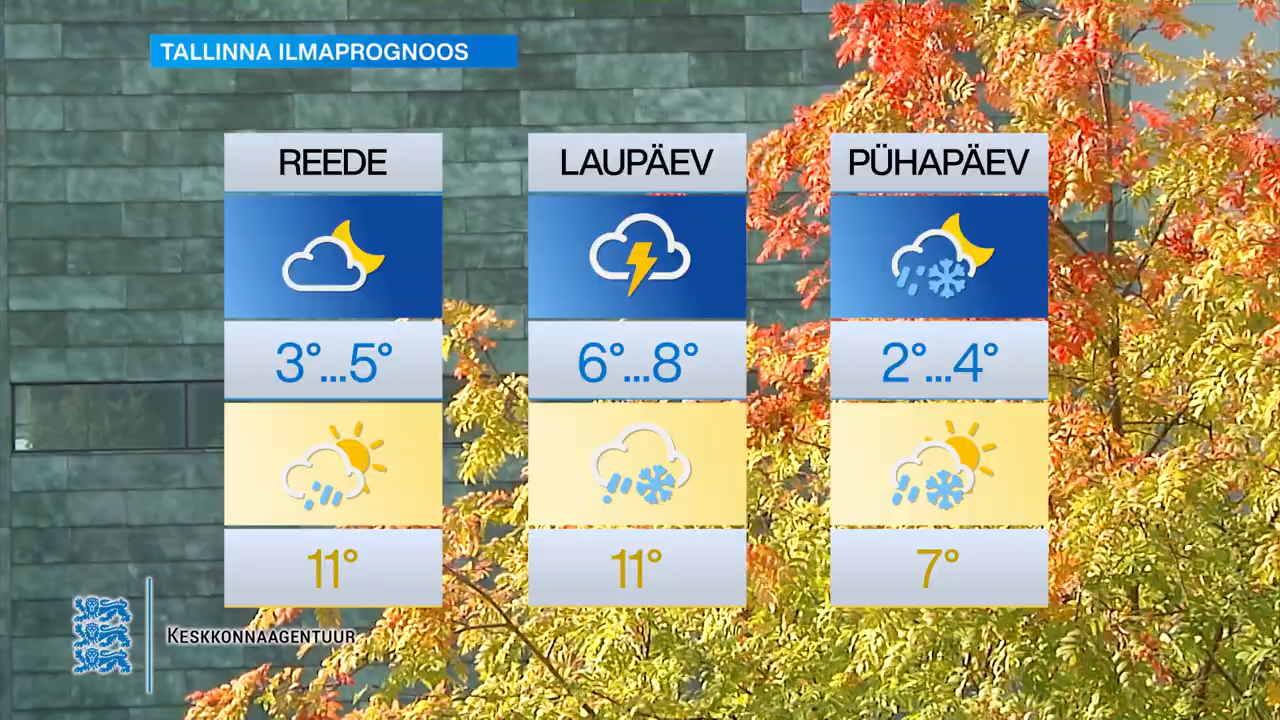 TALLINNA ILMAPROGNOOS
REEDE
3°...5°
11°
LAUPÄEV
6°...8°
11°
PÜHAPÄEV
2°...4°
7°
KESKKONNAAGENTUUR